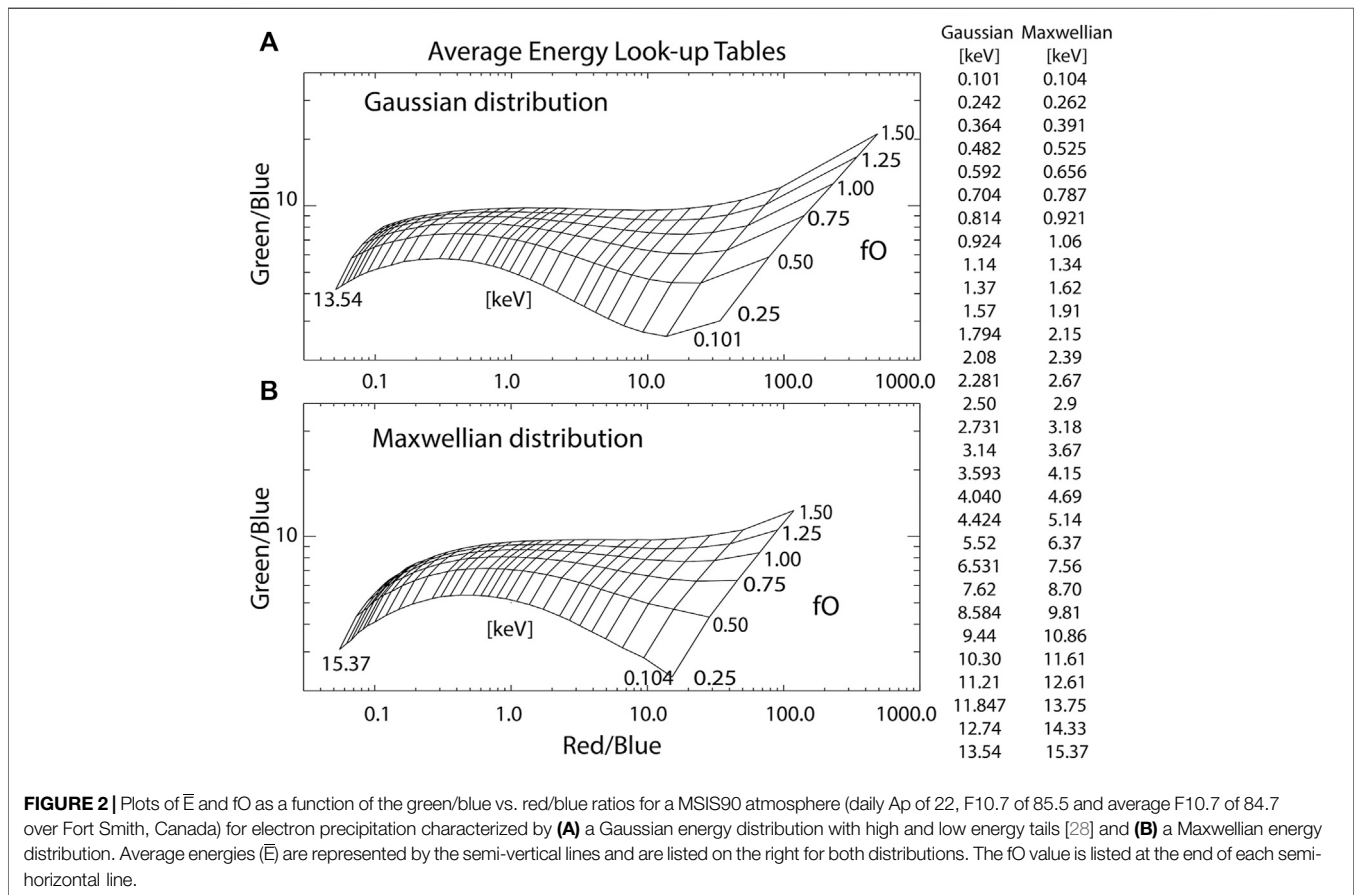 A
Average Energy Look-up Tables
Gaussian distribution
Green/Blue
10
1.50
1.25
1.00
0.75
fO
0.50
0.25
0.101
13.54
[keV]
0.1 1.0 10.0 100.0 1000.0
B
Maxwellian distribution
Green/Blue
10
1.50
1.25
1.00
0.75
fO
0.50
0.25
0.104
15.37
[keV]
0.1 1.0 10.0 100.0 1000.0
Red/Blue
Gaussian Maxwellian
[keV] [keV]
0.101 0.104
0.242 0.262
0.364 0.391
0.482 0.525
0.592 0.656
0.704 0.787
0.814 0.921
0.924 1.06
1.14 1.34
1.37 1.62
1.57 1.91
1.794 2.15
2.08 2.39
2.281 2.67
2.50 2.9
2.731 3.18
3.14 3.67
3.593 4.15
4.040 4.69
4.424 5.14
5.52 6.37
6.531 7.56
7.62 8.70
8.584 9.81
9.44 10.86
10.30 11.61
11.21 12.61
11.847 13.75
12.74 14.33
13.54 15.37
FIGURE 2 | Plots of E̅ and fO as a function of the green/blue vs. red/blue ratios for a MSIS90 atmosphere (daily Ap of 22, F10.7 of 85.5 and average F10.7 of 84.7
over Fort Smith, Canada) for electron precipitation characterized by (A) a Gaussian energy distribution with high and low energy tails [28] and (B) a Maxwellian energy
distribution. Average energies (E̅) are represented by the semi-vertical lines and are listed on the right for both distributions. The fO value is listed at the end of each semi-
horizontal line.